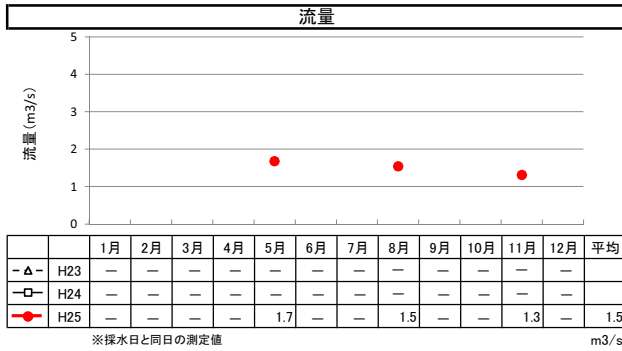 流量
5
4
3
2
1
0
流量(m3/s)
1月 2月 3月 4月 5月 6月 7月 8月 9月 10月 11月 12月 平均
H23 － － － － － － － － － － － －
H24 － － － － － － － － － － － －
H25 － － － － 1.7 － － 1.5 － － 1.3 － 1.5
※採水日と同日の測定値 m3/s